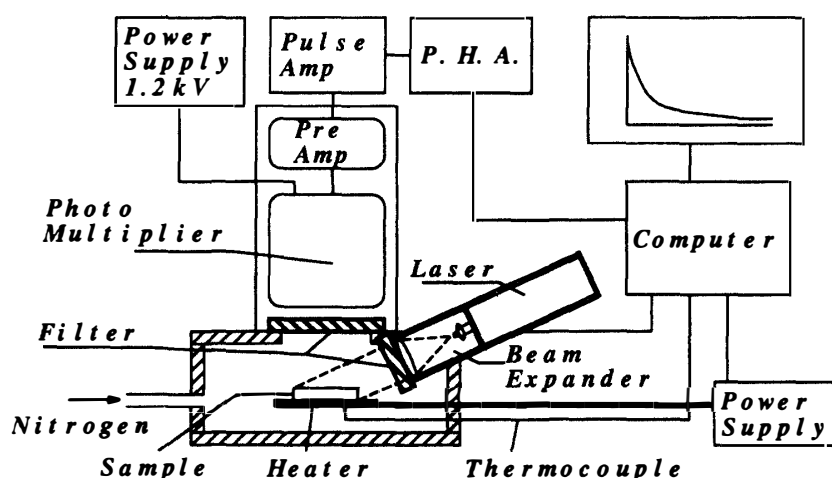 Power
Supply
1.2kV
Pulse
Amp
P. H. A.
Pre
Amp
Photo
Multiplier
Computer
Laser
Filter
Beam
Expander
Nitrogen
Power
Supply
Sample
Heater
Thermocouple